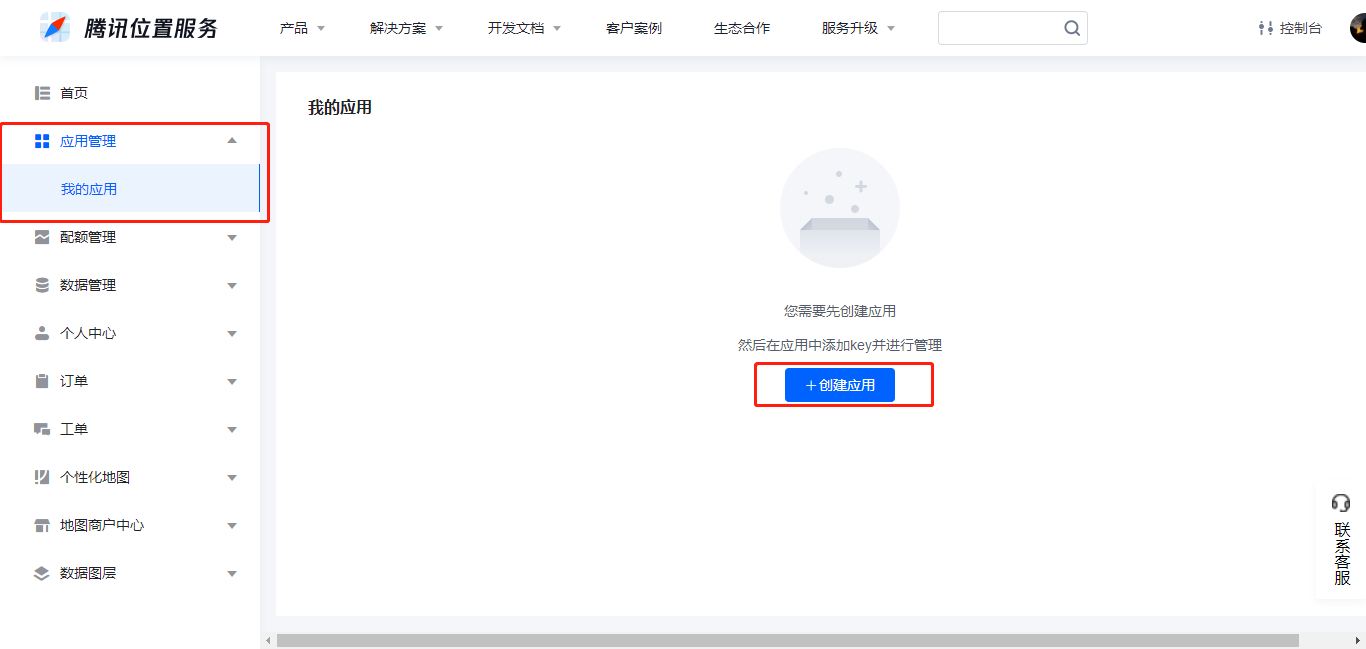 腾讯位置服务
产品
解决方案
开发文档
客户案例
生态合作
服务升级
控制台
首页
应用管理
我的应用
配额管理
数据管理
个人中心
订单
工单
个性化地图
地图商户中心
数据图层
我的应用
您需要先创建应用
然后在应用中添加key并进行管理
+创建应用
联系客服